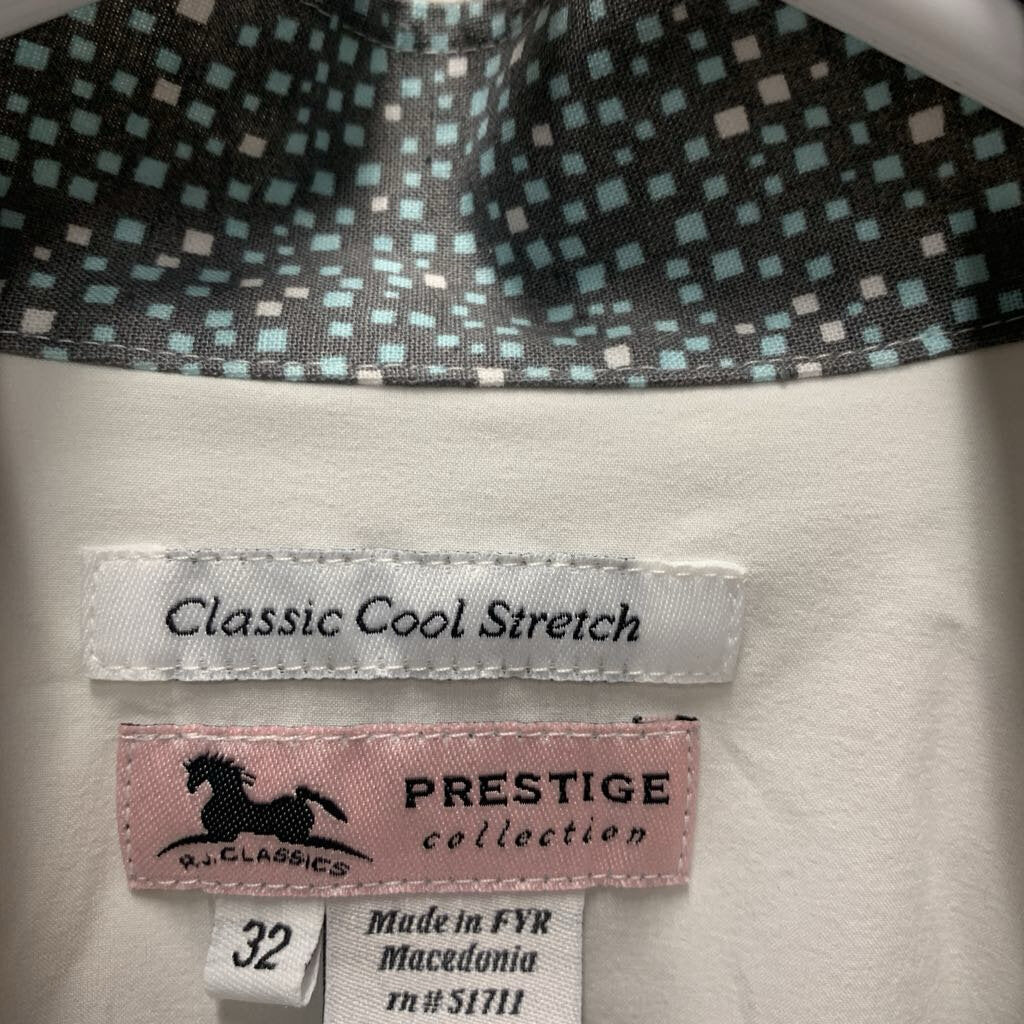 Classic Cool Stretch
PRESTIGE
collection
R.J. CLASSICS
32
Made in FYR
Macedonia
rn# 51711